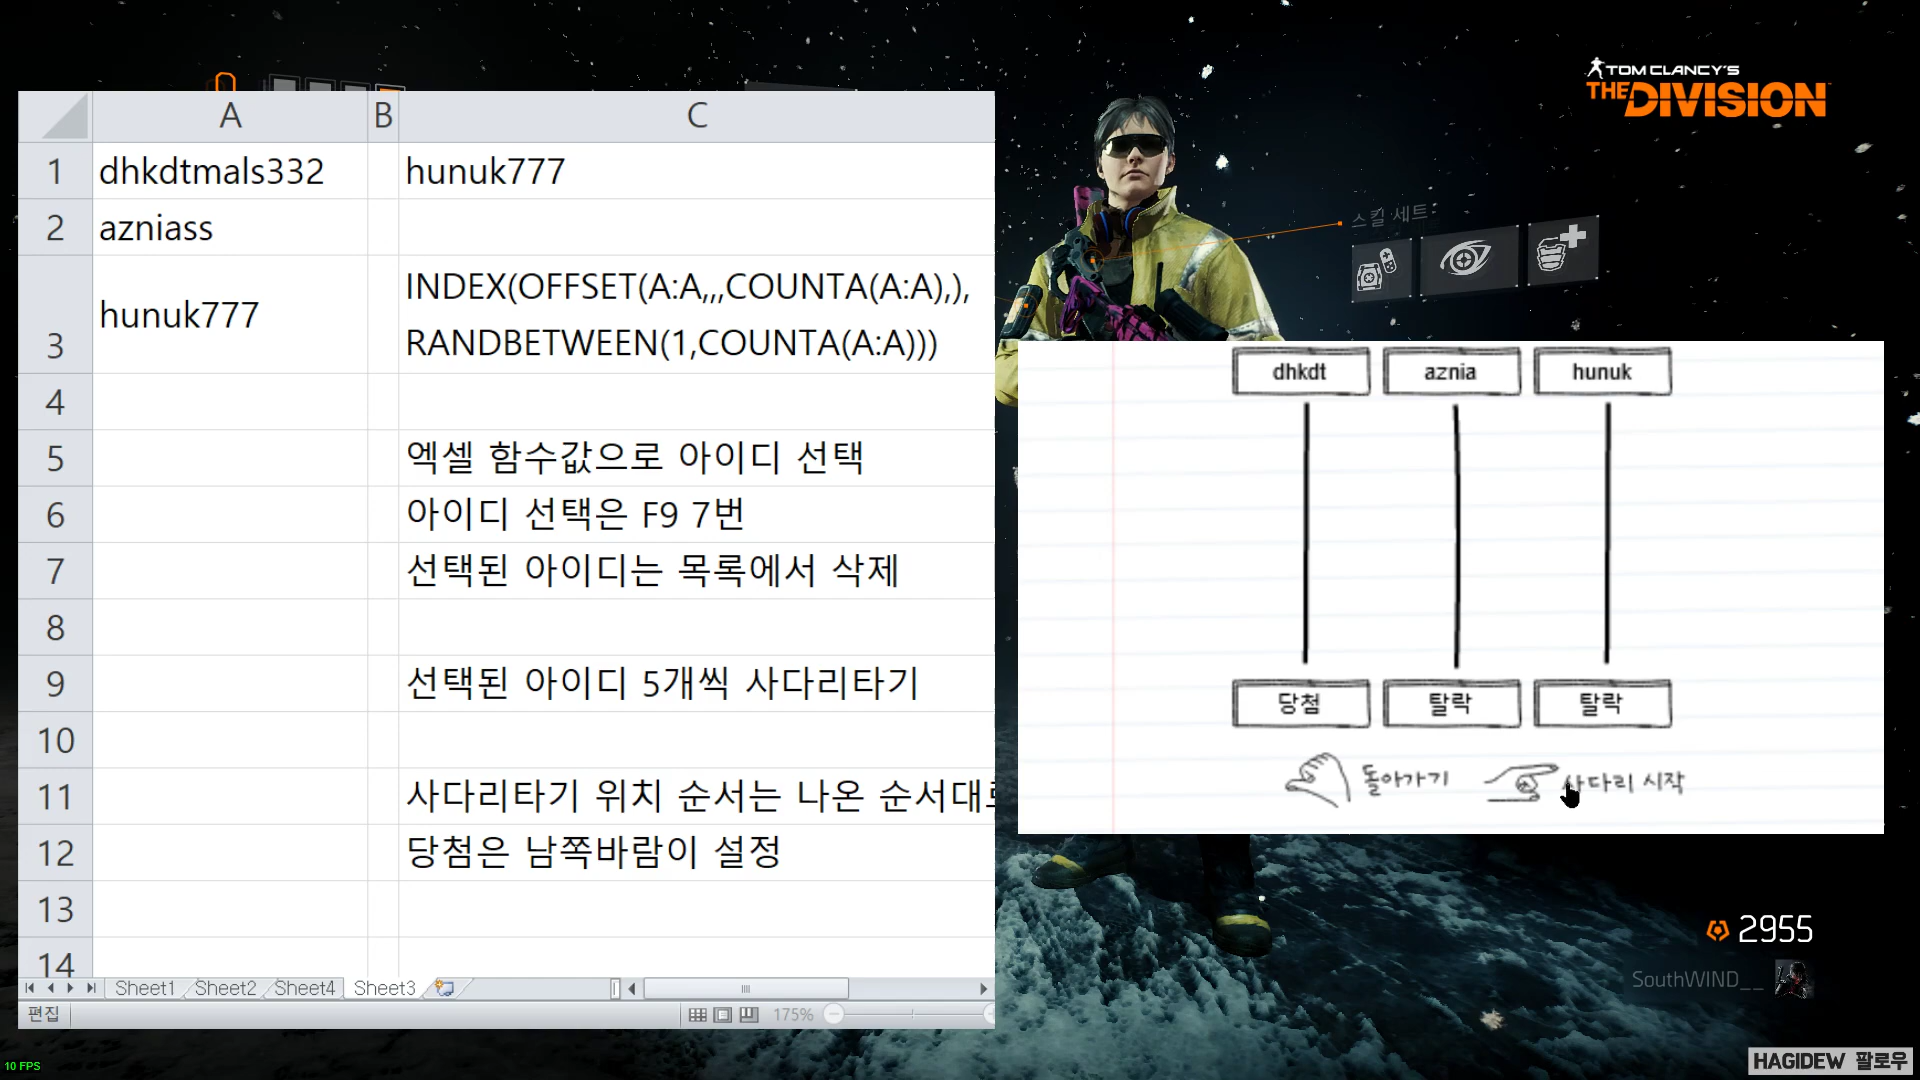 TOM CLANCY'S
THE DIVISION
A B C
1 dhkdtmals332 hunuk777
2 azniass
3 hunuk777 INDEX(OFFSET(A:A,,,COUNTA(A:A),),
RANDBETWEEN(1,COUNTA(A:A)))
4
5 엑셀 함수값으로 아이디 선택
6 아이디 선택은 F9 7번
7 선택된 아이디는 목록에서 삭제
8
9 선택된 아이디 5개씩 사다리타기
10
11 사다리타기 위치 순서는 나온 순서대로
12 당첨은 남쪽바람이 설정
13
14
Sheet1 Sheet2 Sheet4 Sheet3
편집 175%
스킬 세트
dhkdt aznia hunuk
당첨 탈락 탈락
돌아가기 사다리 시작
2955
SouthWIND__
10 FPS
HAGIDEW 팔로우